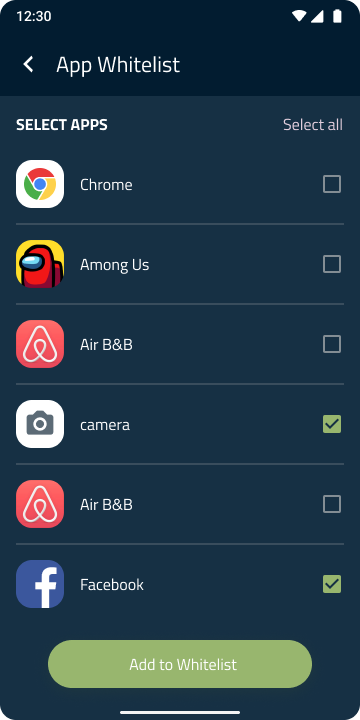 12:30
App Whitelist
SELECT APPS Select all
Chrome
Among Us
Air B&B
camera
Air B&B
Facebook
Add to Whitelist